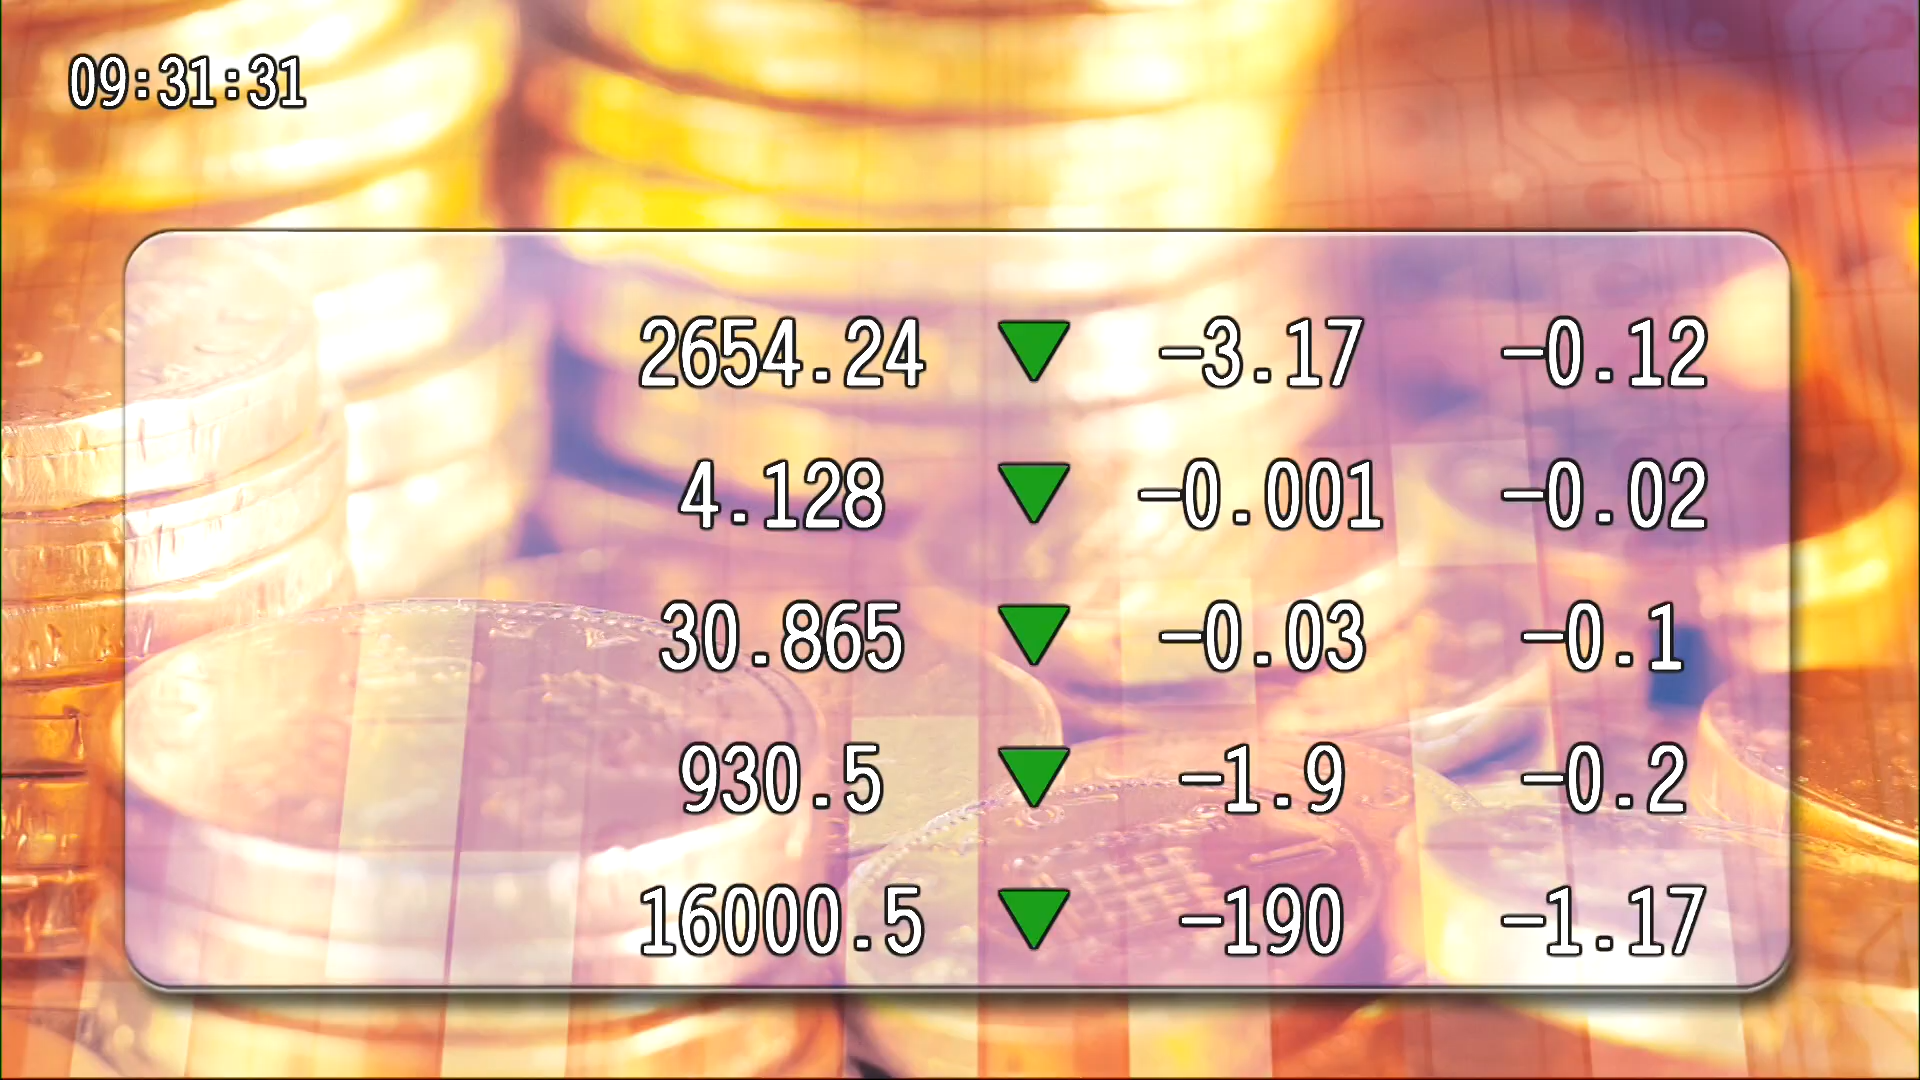 09:31:31
2654.24 ▼ -3.17 -0.12
4.128 ▼ -0.001 -0.02
30.865 ▼ -0.03 -0.1
930.5 ▼ -1.9 -0.2
16000.5 ▼ -190 -1.17